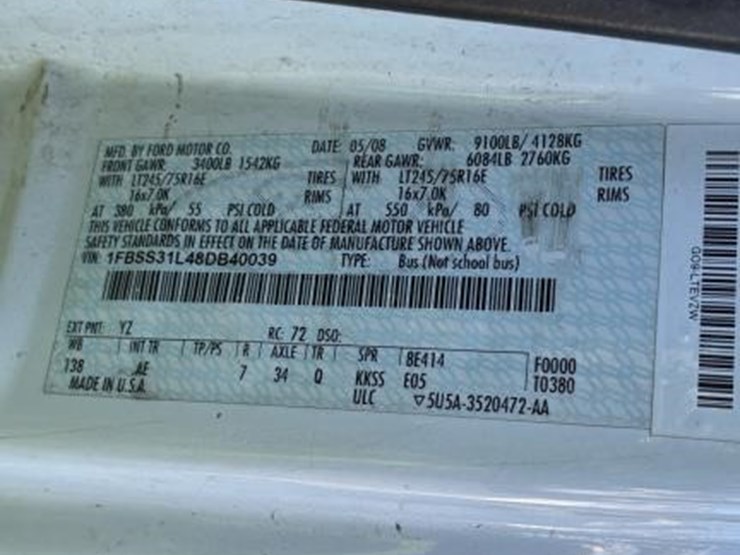 MFD. BY FORD MOTOR CO. DATE: 05/08 GVWR: 9100LB/ 4128KG
FRONT GAWR: 3400LB 1542KG REAR GAWR: 6084LB 2760KG
WITH LT245/75R16E TIRES WITH LT245/75R16E TIRES
16x7.0K RIMS 16x7.0K RIMS
AT 380 kPa/ 55 PSI COLD AT 550 kPa/ 80 PSI COLD
THIS VEHICLE CONFORMS TO ALL APPLICABLE FEDERAL MOTOR VEHICLE
SAFETY STANDARDS IN EFFECT ON THE DATE OF MANUFACTURE SHOWN ABOVE.
VIN: 1FBSS31L48DB40039 TYPE: Bus (Not school bus)
EXT PNT: YZ RC: 72 DSO:
WB INT TR TP/PS R AXLE TR SPR 8E414 F0000
138 AE 7 34 Q KKSS E05 T0380
MADE IN U.S.A. ULC ▽5U5A-3520472-AA